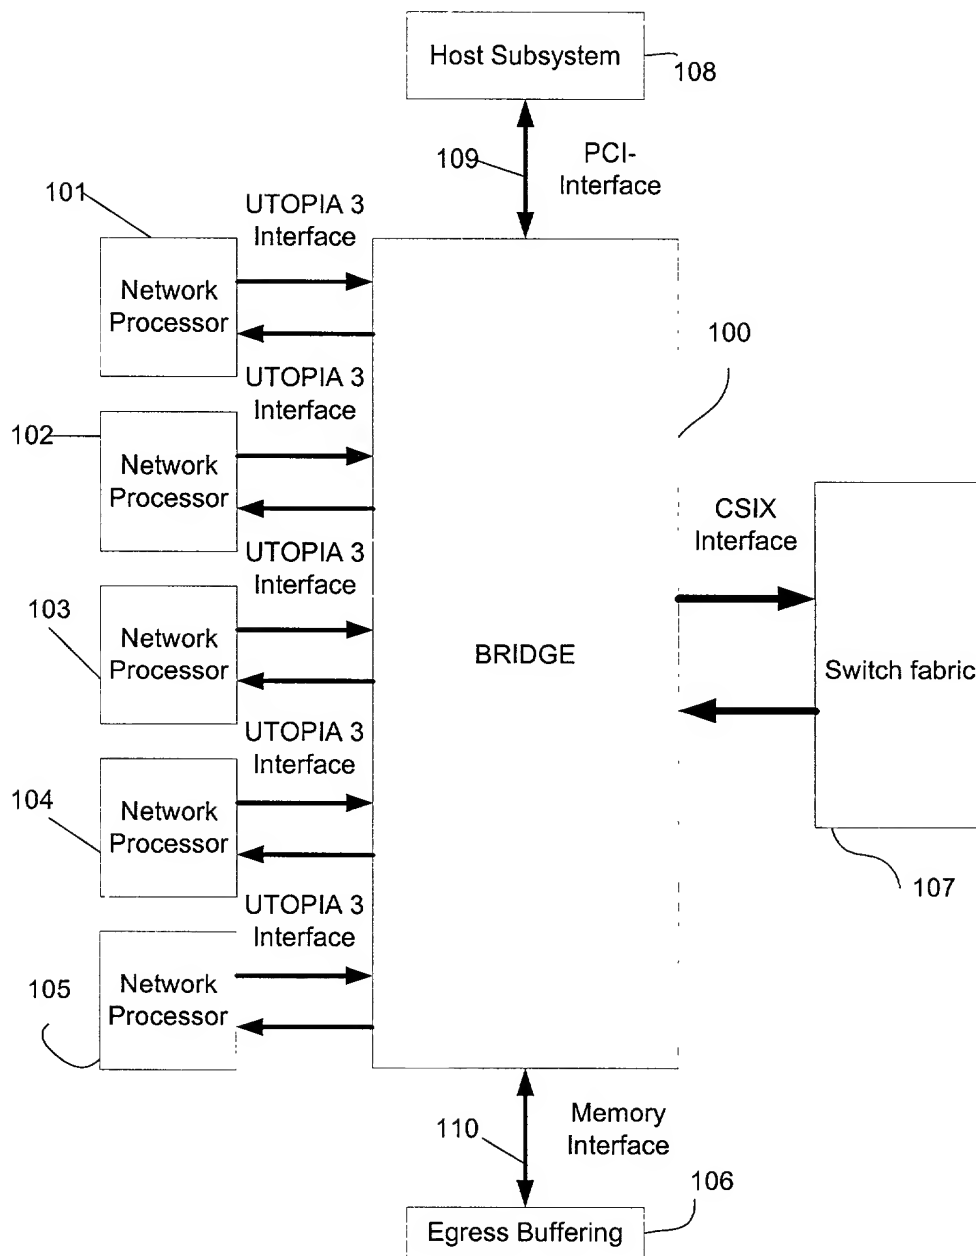 Host Subsystem
108
109
PCI-
Interface
101
UTOPIA 3
Interface
Network
Processor
100
UTOPIA 3
Interface
102
Network
Processor
CSIX
Interface
UTOPIA 3
Interface
103
Network
Processor
BRIDGE
Switch fabric
UTOPIA 3
Interface
104
Network
Processor
107
UTOPIA 3
Interface
105
Network
Processor
110
Memory
Interface
106
Egress Buffering